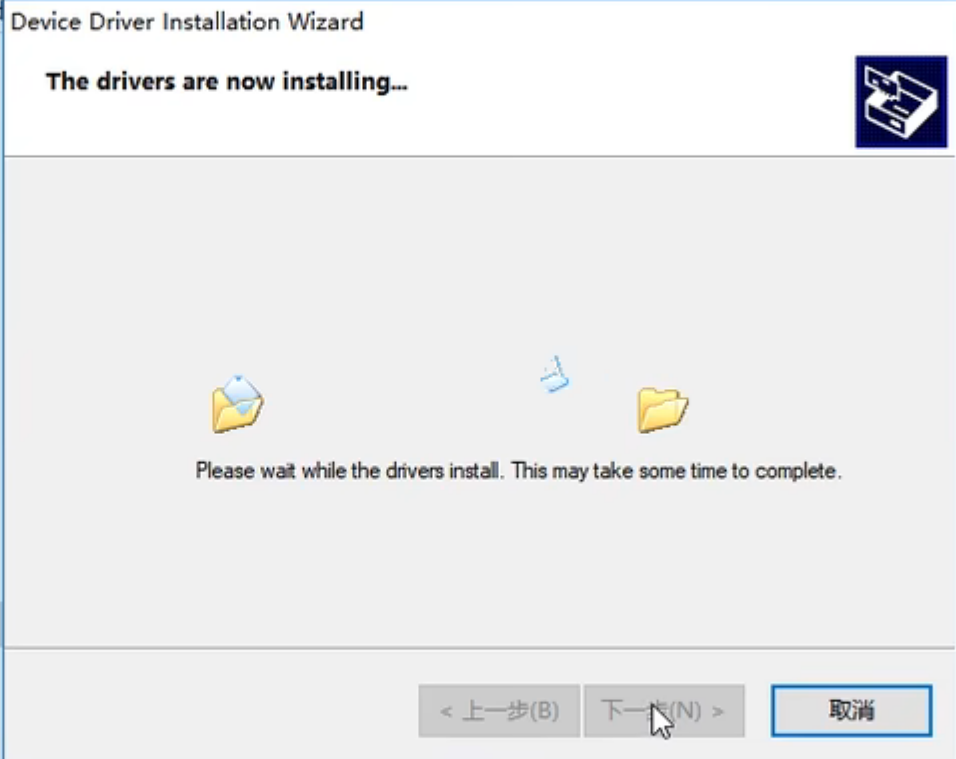 Device Driver Installation Wizard
The drivers are now installing...
Please wait while the drivers install. This may take some time to complete.
< 上一步(B)
下一步(N) >
取消